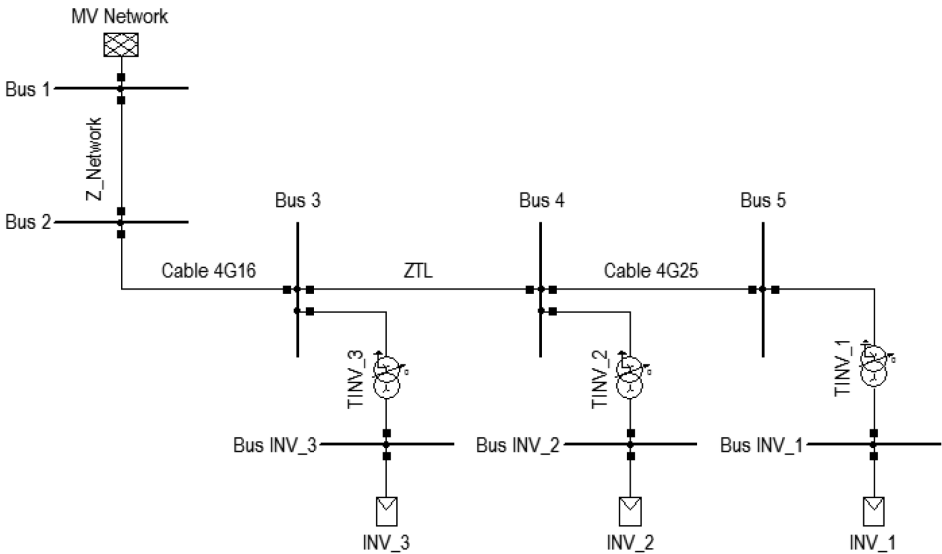 MV Network
Bus 1
Z_Network
Bus 2
Bus 3
Bus 4
Bus 5
Cable 4G16
ZTL
Cable 4G25
TINV_3
TINV_2
TINV_1
Bus INV_3
Bus INV_2
Bus INV_1
INV_3
INV_2
INV_1